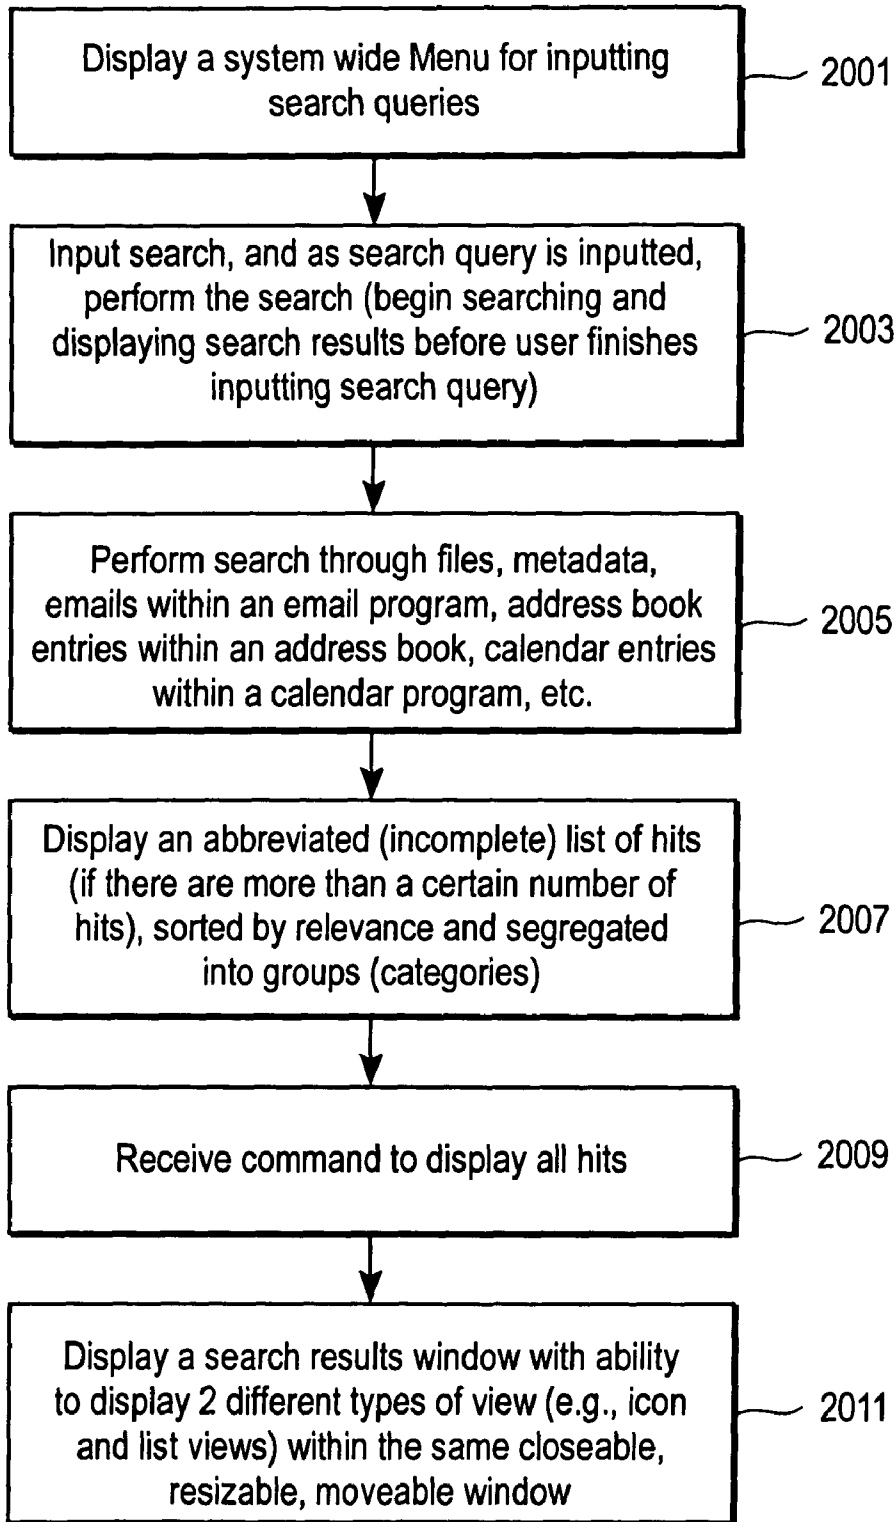 Display a system wide Menu for inputting
search queries
2001
Input search, and as search query is inputted,
perform the search (begin searching and
displaying search results before user finishes
inputting search query)
2003
Perform search through files, metadata,
emails within an email program, address book
entries within an address book, calendar entries
within a calendar program, etc.
2005
Display an abbreviated (incomplete) list of hits
(if there are more than a certain number of
hits), sorted by relevance and segregated
into groups (categories)
2007
Receive command to display all hits
2009
Display a search results window with ability
to display 2 different types of view (e.g., icon
and list views) within the same closeable,
resizable, moveable window
2011